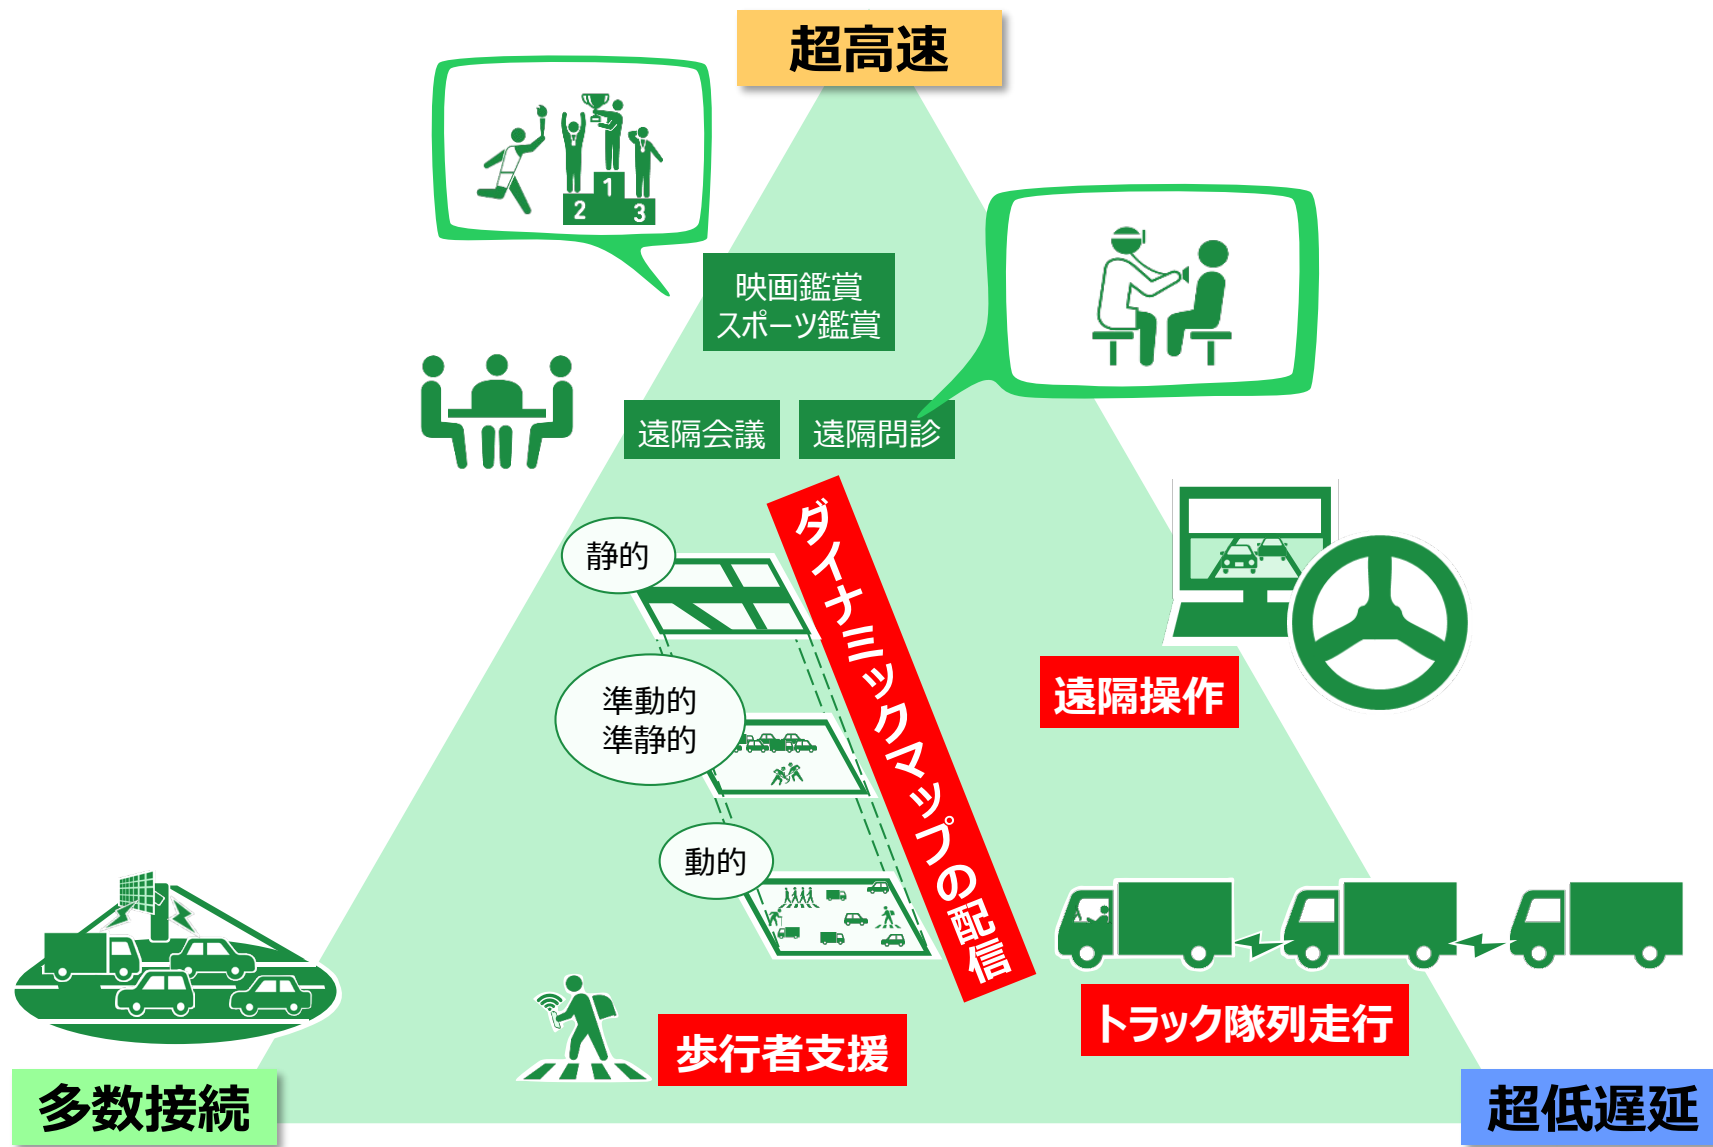 超高速
1
2
3
映画鑑賞
スポーツ鑑賞
遠隔会議
遠隔問診
静的
準動的
準静的
動的
ダイナミックマップの配信
遠隔操作
トラック隊列走行
歩行者支援
多数接続
超低遅延